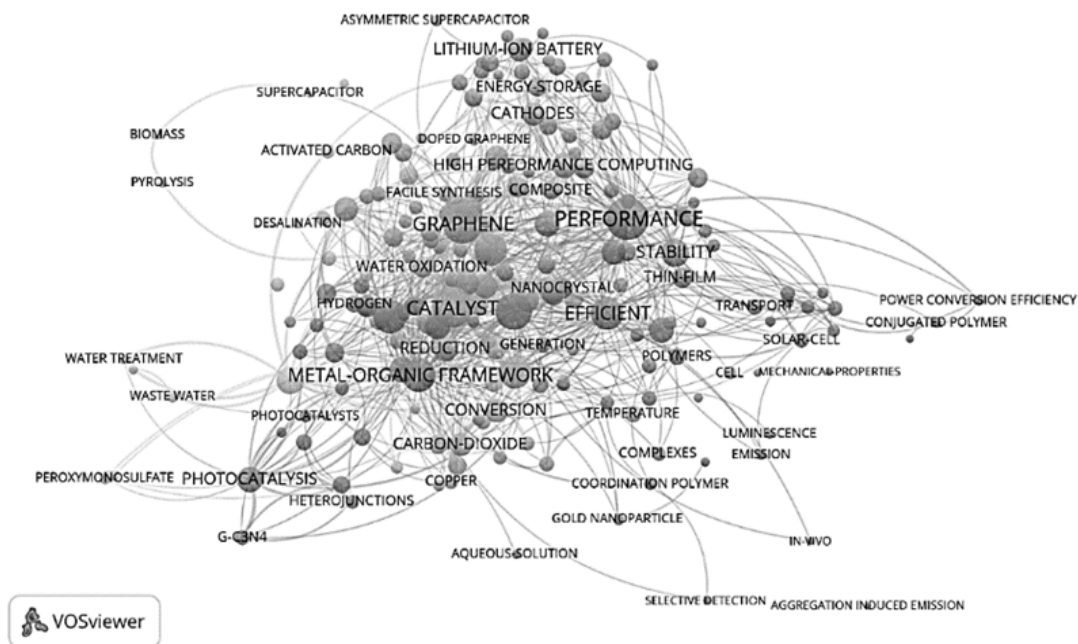 ASYMMETRIC SUPERCAPACITOR
LITHIUM-ION BATTERY
SUPERCAPACITOR
ENERGY-STORAGE
CATHODES
BIOMASS
DOPED GRAPHENE
ACTIVATED CARBON
HIGH PERFORMANCE COMPUTING
PYROLYSIS
FACILE SYNTHESIS
COMPOSITE
DESALINATION
GRAPHENE
PERFORMANCE
STABILITY
WATER OXIDATION
THIN-FILM
NANOCRYSTAL
HYDROGEN
CATALYST
EFFICIENT
TRANSPORT
POWER CONVERSION EFFICIENCY
CONJUGATED POLYMER
SOLAR-CELL
REDUCTION
GENERATION
WATER TREATMENT
POLYMERS
METAL-ORGANIC FRAMEWORK
CELL
MECHANICAL-PROPERTIES
WASTE WATER
PHOTOCATALYSTS
CONVERSION
TEMPERATURE
LUMINESCENCE
CARBON-DIOXIDE
COMPLEXES
EMISSION
PEROXYMONOSULFATE
PHOTOCATALYSIS
COPPER
COORDINATION POLYMER
HETEROJUNCTIONS
GOLD NANOPARTICLE
G-C3N4
IN-VIVO
AQUEOUS-SOLUTION
SELECTIVE DETECTION
AGGREGATION INDUCED EMISSION
VOSviewer